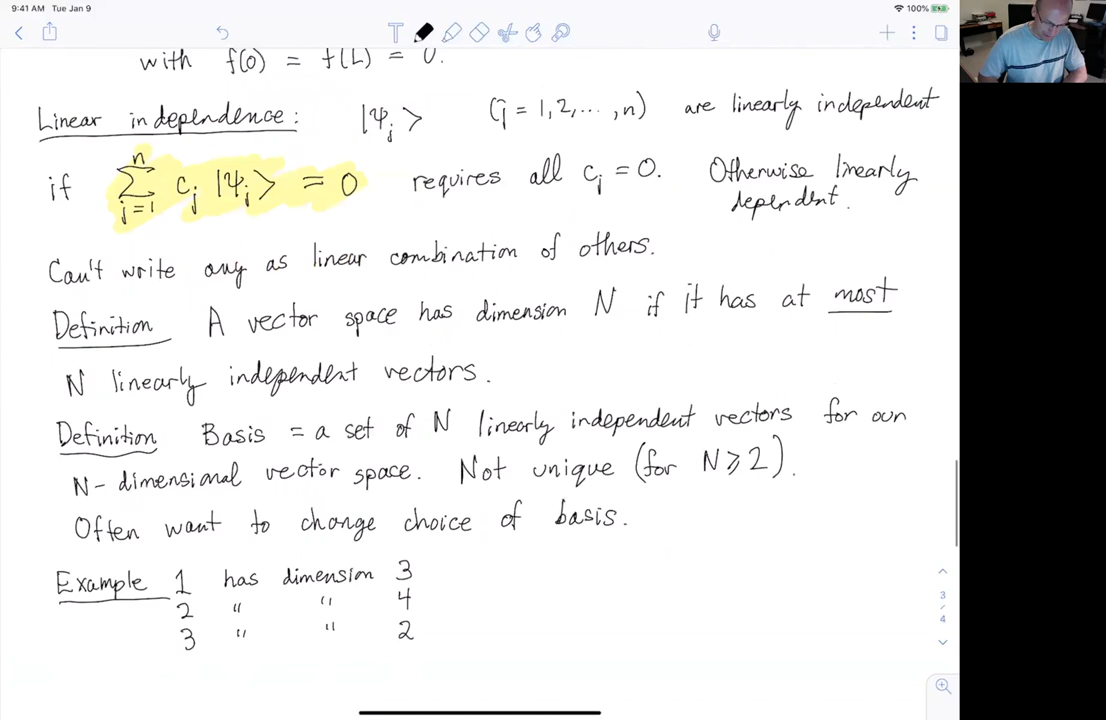 9:41 AM Tue Jan 9
100%
with f(0) = f(L) = 0.
Linear independence: |Ψj> (j = 1, 2, ... , n) are linearly independent
if ∑_{j=1}^{n} cj |Ψj> = 0 requires all cj = 0. Otherwise linearly
dependent.
Can't write any as linear combination of others.
Definition A vector space has dimension N if it has at most
N linearly independent vectors.
Definition Basis = a set of N linearly independent vectors for our
N-dimensional vector space. Not unique (for N ≥ 2).
Often want to change choice of basis.
Example 1 has dimension 3
2 " " 4
3 " " 2
3
/
4